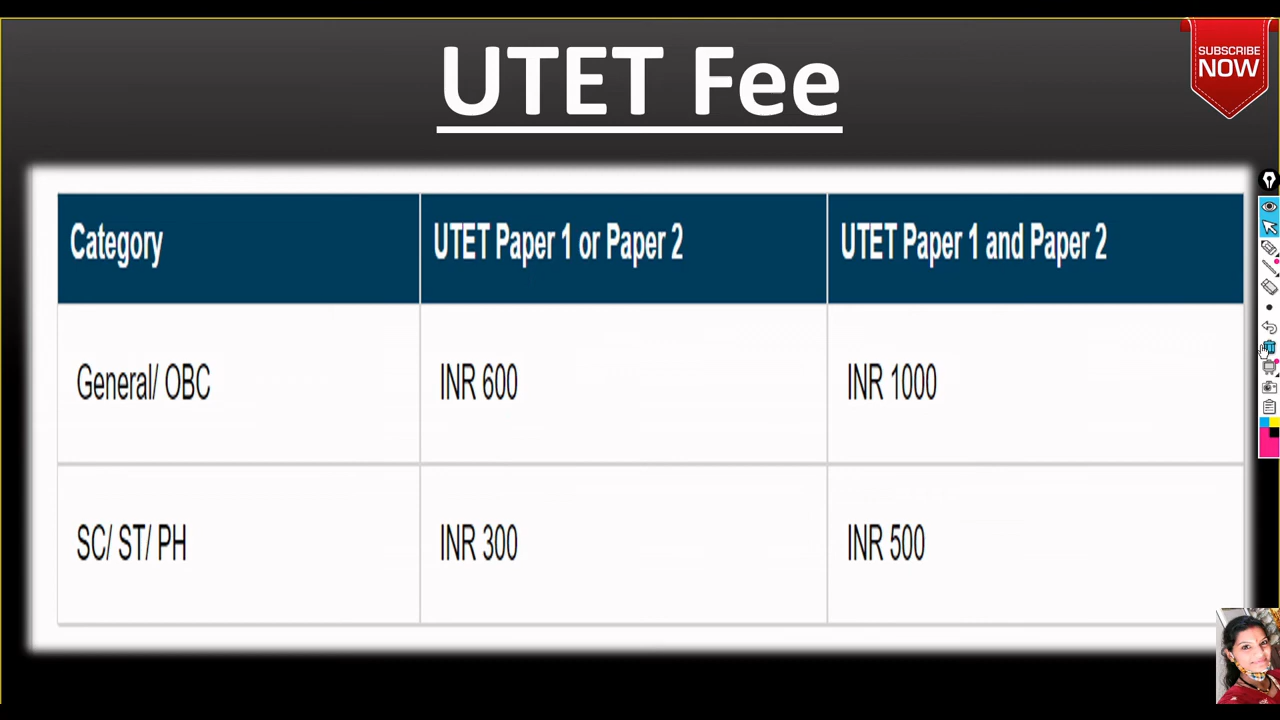 UTET Fee
SUBSCRIBE
NOW
Category UTET Paper 1 or Paper 2 UTET Paper 1 and Paper 2
General/ OBC INR 600 INR 1000
SC/ ST/ PH INR 300 INR 500